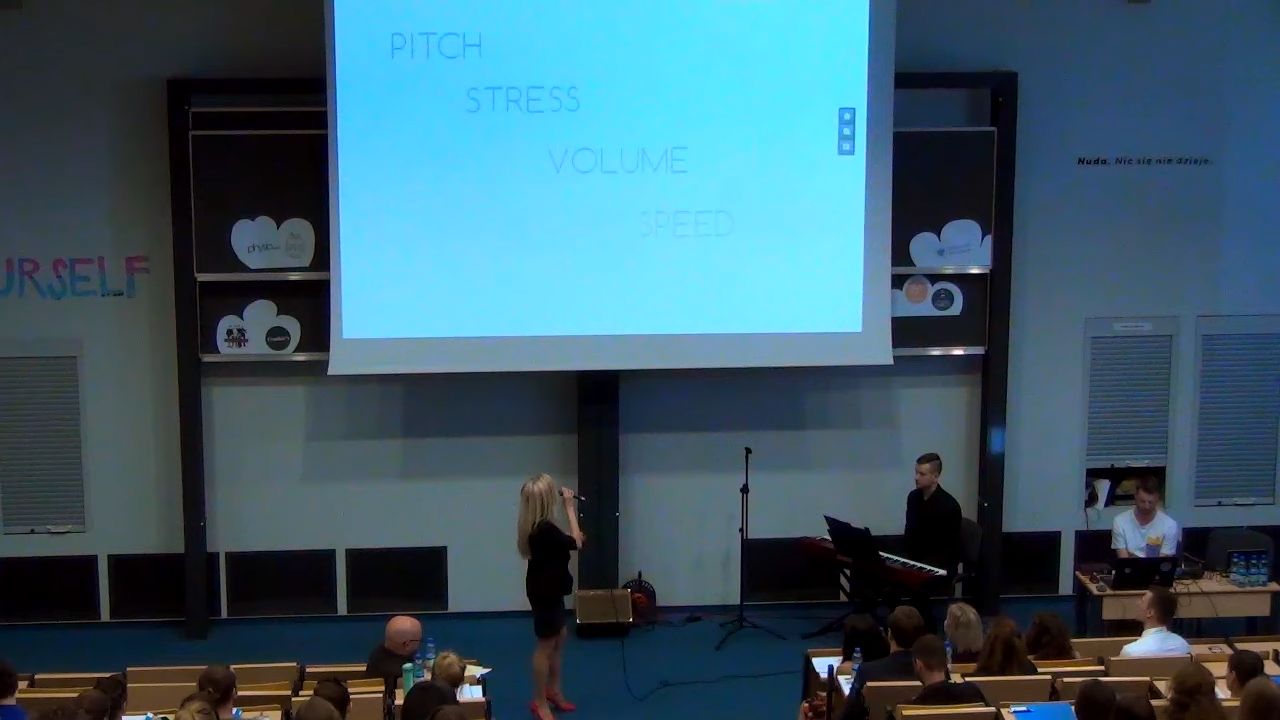 PITCH
STRESS
VOLUME
SPEED
Nuda. Nic się nie dzieje.
URSELF